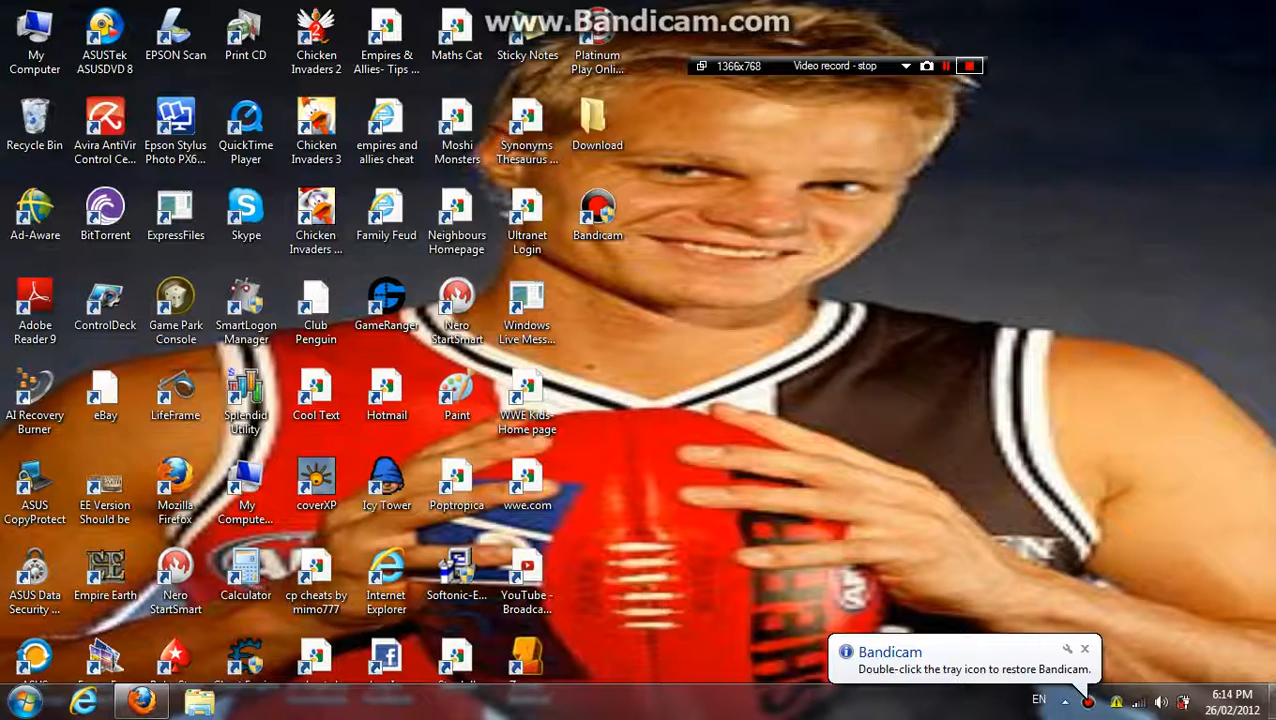 www.Bandicam.com
1366x768 Video record - stop
My Computer
ASUSTek ASUSDVD 8
EPSON Scan
Print CD
Chicken Invaders 2
Empires & Allies- Tips ...
Maths Cat
Sticky Notes
Platinum Play Onli...
Recycle Bin
Avira AntiVir Control Ce...
Epson Stylus Photo PX6...
QuickTime Player
Chicken Invaders 3
empires and allies cheat
Moshi Monsters
Synonyms Thesaurus ...
Download
Ad-Aware
BitTorrent
ExpressFiles
Skype
Chicken Invaders ...
Family Feud
Neighbours Homepage
Ultranet Login
Bandicam
Adobe Reader 9
ControlDeck
Game Park Console
SmartLogon Manager
Club Penguin
GameRanger
Nero StartSmart
Windows Live Mess...
AI Recovery Burner
eBay
LifeFrame
Splendid Utility
Cool Text
Hotmail
Paint
WWE Kids- Home page
ASUS CopyProtect
EE Version Should be
Mozilla Firefox
My Compute...
coverXP
Icy Tower
Poptropica
wwe.com
ASUS Data Security ...
Empire Earth
Nero StartSmart
Calculator
cp cheats by mimo777
Internet Explorer
Softonic-E...
YouTube - Broadca...
SHERRIN
AFL
Bandicam
Double-click the tray icon to restore Bandicam.
EN
6:14 PM
26/02/2012